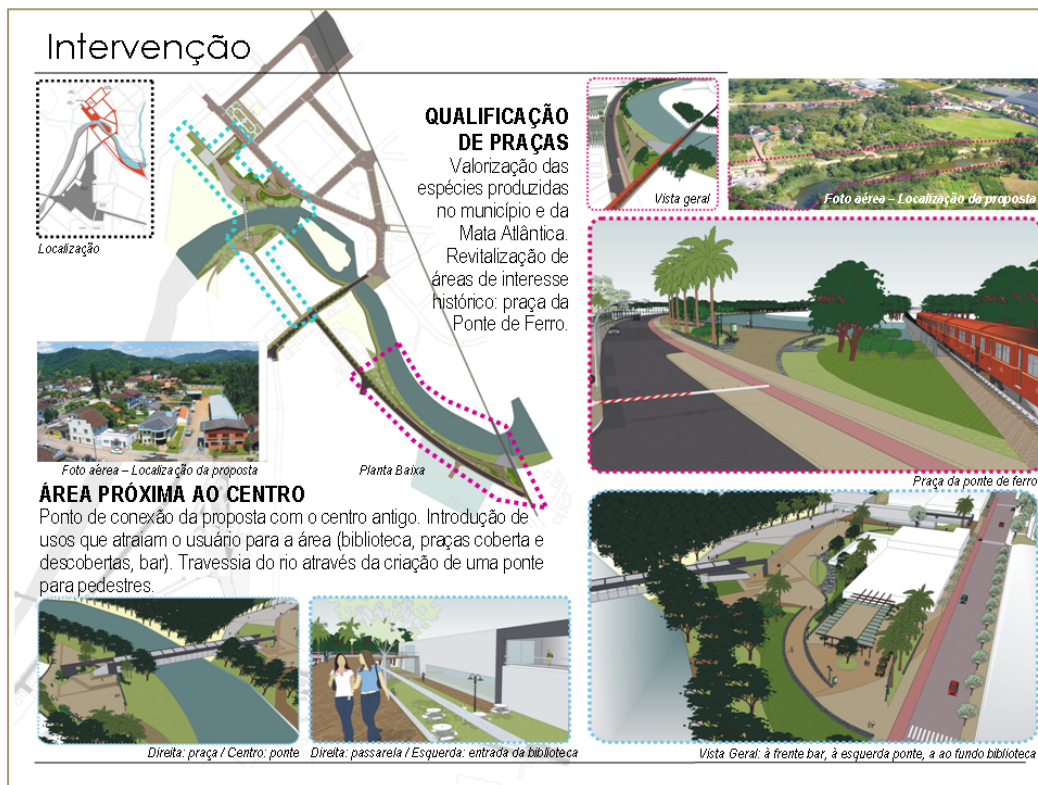 Intervenção
Localização
QUALIFICAÇÃO
DE PRAÇAS
Valorização das
espécies produzidas
no município e da
Mata Atlântica.
Revitalização de
áreas de interesse
histórico: praça da
Ponte de Ferro.
Vista geral
Foto aérea – Localização da proposta
Praça da ponte de ferro
Foto aérea – Localização da proposta
Planta Baixa
ÁREA PRÓXIMA AO CENTRO
Ponto de conexão da proposta com o centro antigo. Introdução de
usos que atraiam o usuário para a área (biblioteca, praças coberta e
descobertas, bar). Travessia do rio através da criação de uma ponte
para pedestres.
Direita: praça / Centro: ponte
Direita: passarela / Esquerda: entrada da biblioteca
Vista Geral: à frente bar, à esquerda ponte, a ao fundo biblioteca